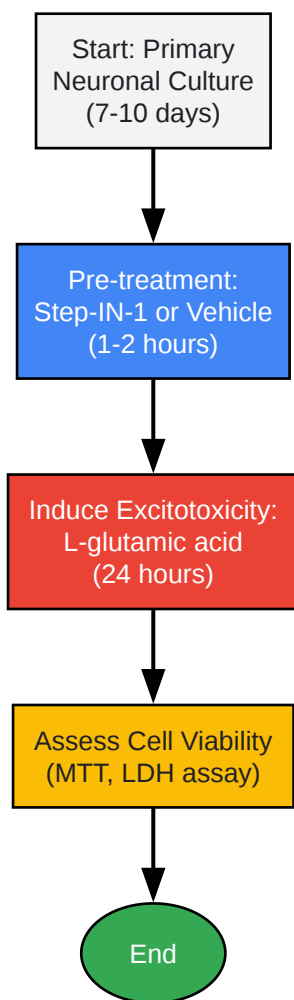 Start: Primary
Neuronal Culture
(7-10 days)
Pre-treatment:
Step-IN-1 or Vehicle
(1-2 hours)
Induce Excitotoxicity:
L-glutamic acid
(24 hours)
Assess Cell Viability
(MTT, LDH assay)
End